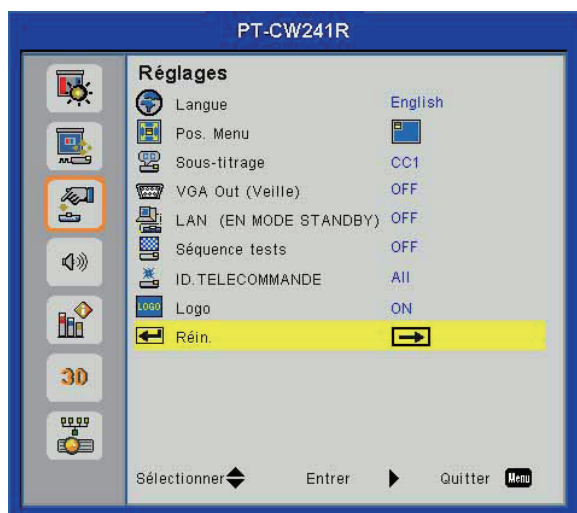 PT-CW241R
Réglages
Langue English
Pos. Menu
Sous-titrage CC1
VGA Out (Veille) OFF
LAN (EN MODE STANDBY) OFF
Séquence tests OFF
ID.TELECOMMANDE All
LOGO Logo ON
Réin.
3D
Sélectionner Entrer Quitter Menu